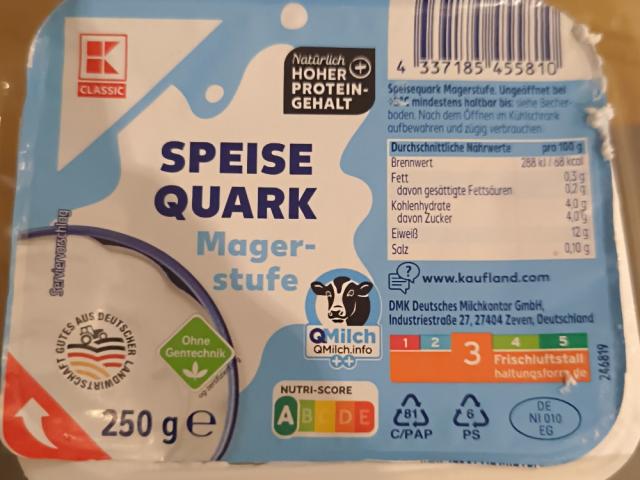 K
CLASSIC
Natürlich
HOHER
PROTEIN-
GEHALT
SPEISE
QUARK
Mager-
stufe
Serviervorschlag
GUTES AUS DEUTSCHER LANDWIRTSCHAFT
Ohne
Gentechnik
QMilch
QMilch.info
++
NUTRI-SCORE
A B C D E
250 g e
4 337185 455810
Speisequark Magerstufe. Ungeöffnet bei
mindestens haltbar bis: siehe Becher-
boden. Nach dem Öffnen im Kühlschrank
aufbewahren und zügig verbrauchen.
Durchschnittliche Nährwerte pro 100 g
Brennwert 288 kJ / 68 kcal
Fett 0,3 g
davon gesättigte Fettsäuren 0,2 g
Kohlenhydrate 4,0 g
davon Zucker 4,0 g
Eiweiß 12 g
Salz 0,10 g
?
www.kaufland.com
DMK Deutsches Milchkontor GmbH,
Industriestraße 27, 27404 Zeven, Deutschland
1 2 3 4 5
Frischluftstall
haltungsform.de
246819
81
C/PAP
6
PS
DE
NI 010
EG